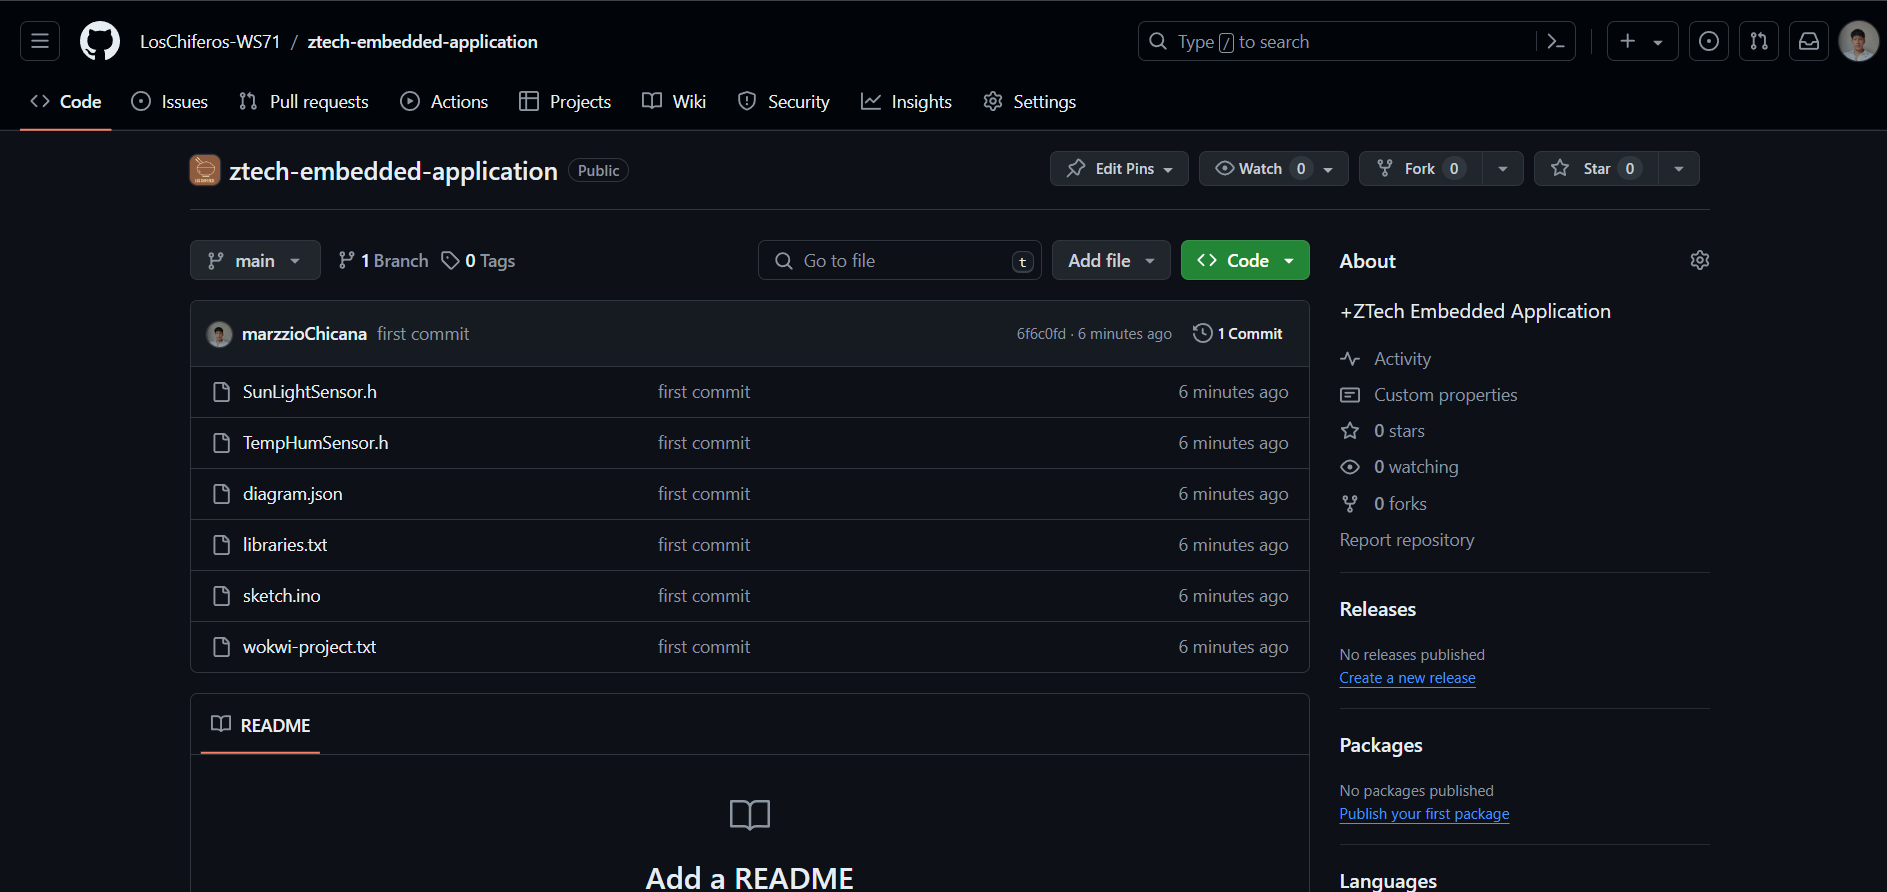 LosChiferos-WS71 / ztech-embedded-application
Type / to search
Code Issues Pull requests Actions Projects Wiki Security Insights Settings
ztech-embedded-application Public
Edit Pins Watch 0 Fork 0 Star 0
main 1 Branch 0 Tags
Go to file t
Add file
Code
marzzioChicana first commit 6f6c0fd · 6 minutes ago 1 Commit
SunLightSensor.h first commit 6 minutes ago
TempHumSensor.h first commit 6 minutes ago
diagram.json first commit 6 minutes ago
libraries.txt first commit 6 minutes ago
sketch.ino first commit 6 minutes ago
wokwi-project.txt first commit 6 minutes ago
README
Add a README
About
+ZTech Embedded Application
Activity
Custom properties
0 stars
0 watching
0 forks
Report repository
Releases
No releases published
Create a new release
Packages
No packages published
Publish your first package
Languages